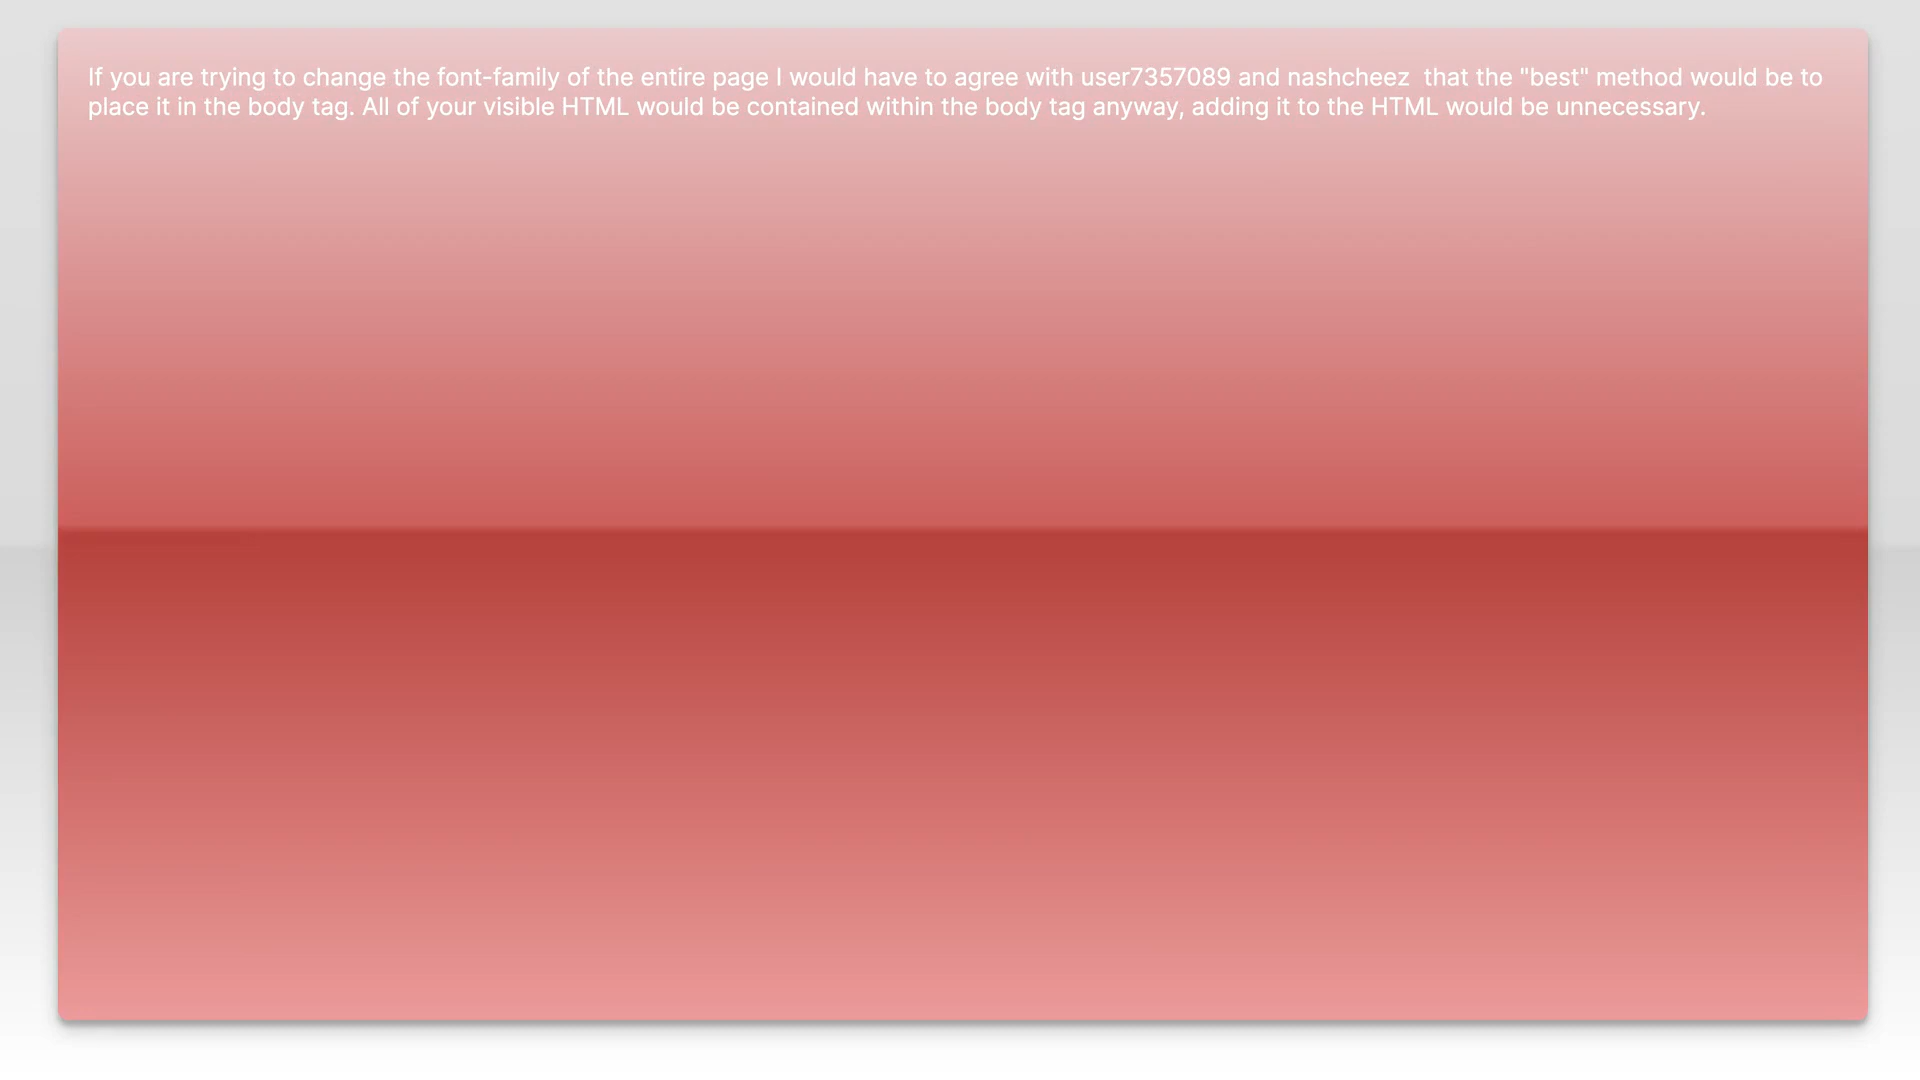 If you are trying to change the font-family of the entire page I would have to agree with user7357089 and nashcheez  that the "best" method would be to
place it in the body tag. All of your visible HTML would be contained within the body tag anyway, adding it to the HTML would be unnecessary.